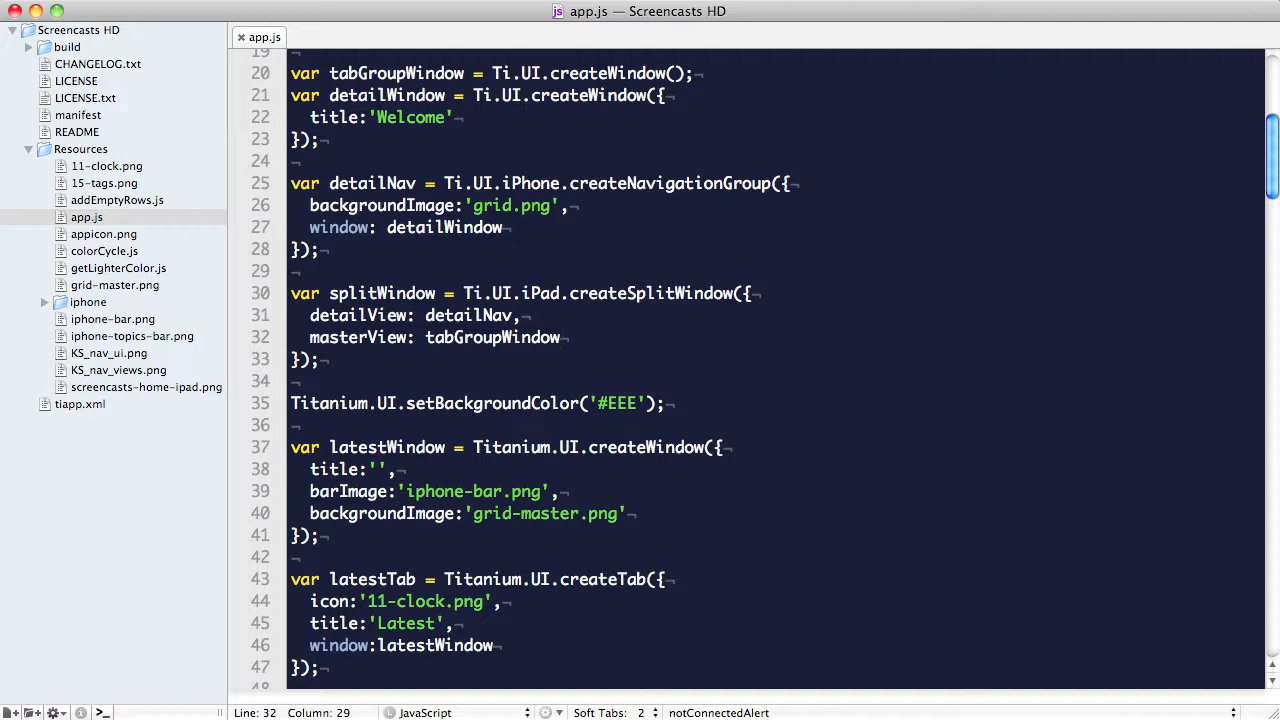 app.js — Screencasts HD
Screencasts HD
build
CHANGELOG.txt
LICENSE
LICENSE.txt
manifest
README
Resources
11-clock.png
15-tags.png
addEmptyRows.js
app.js
appicon.png
colorCycle.js
getLighterColor.js
grid-master.png
iphone
iphone-bar.png
iphone-topics-bar.png
KS_nav_ui.png
KS_nav_views.png
screencasts-home-ipad.png
tiapp.xml
app.js
19 ¬
20 var tabGroupWindow = Ti.UI.createWindow();¬
21 var detailWindow = Ti.UI.createWindow({¬
22 title:'Welcome'¬
23 });¬
24 ¬
25 var detailNav = Ti.UI.iPhone.createNavigationGroup({¬
26 backgroundImage:'grid.png',¬
27 window: detailWindow¬
28 });¬
29 ¬
30 var splitWindow = Ti.UI.iPad.createSplitWindow({¬
31 detailView: detailNav,¬
32 masterView: tabGroupWindow¬
33 });¬
34 ¬
35 Titanium.UI.setBackgroundColor('#EEE');¬
36 ¬
37 var latestWindow = Titanium.UI.createWindow({¬
38 title:'',¬
39 barImage:'iphone-bar.png',¬
40 backgroundImage:'grid-master.png'¬
41 });¬
42 ¬
43 var latestTab = Titanium.UI.createTab({¬
44 icon:'11-clock.png',¬
45 title:'Latest',¬
46 window:latestWindow¬
47 });¬
48
Line: 32 Column: 29 JavaScript Soft Tabs: 2 notConnectedAlert